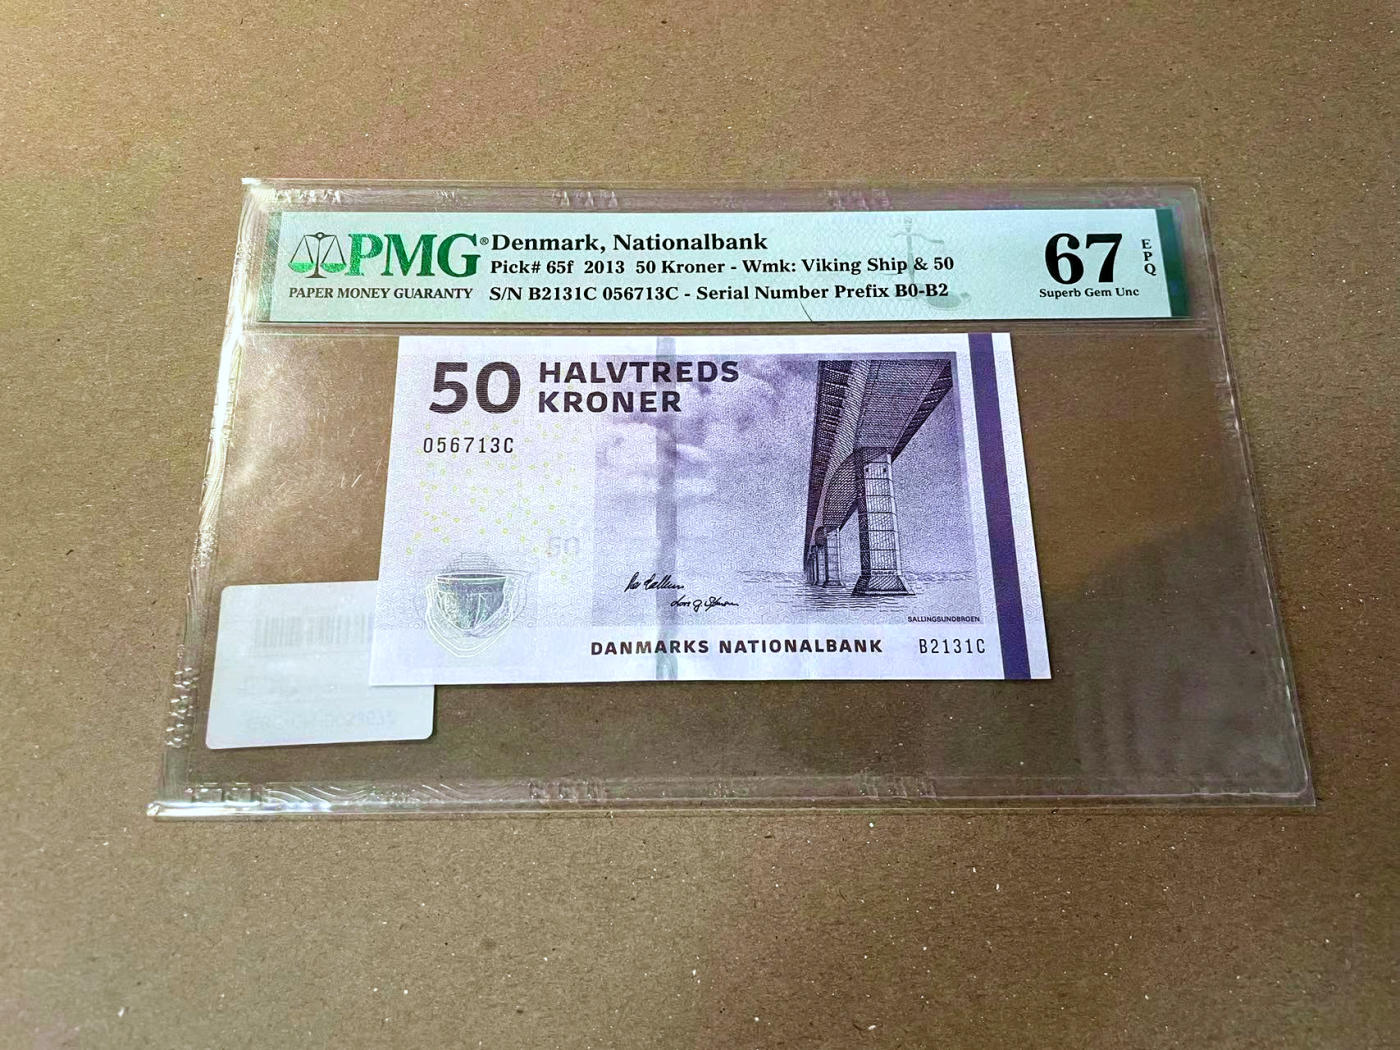 PMG®
PAPER MONEY GUARANTY
Denmark, Nationalbank
Pick# 65f 2013 50 Kroner - Wmk: Viking Ship & 50
S/N B2131C 056713C - Serial Number Prefix B0-B2
67
EPQ
Superb Gem Unc
50 HALVTREDS
KRONER
056713C
50
SALLINGSUNDBROEN
DANMARKS NATIONALBANK B2131C